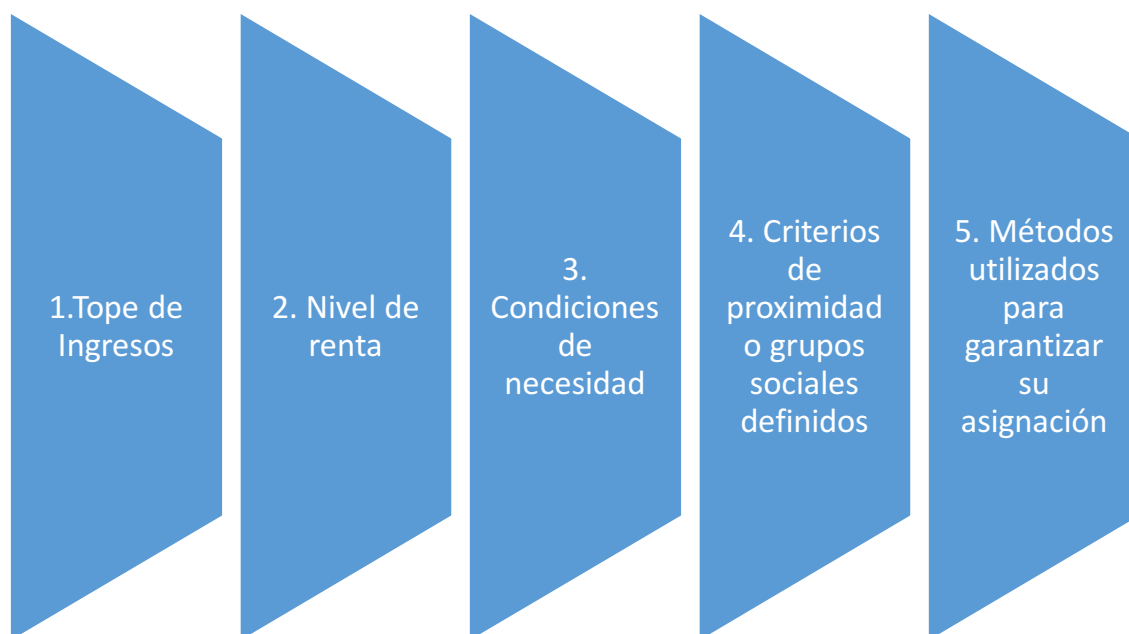 1.Tope de
Ingresos
2. Nivel de
renta
3.
Condiciones
de
necesidad
4. Criterios
de
proximidad
o grupos
sociales
definidos
5. Métodos
utilizados
para
garantizar
su
asignación